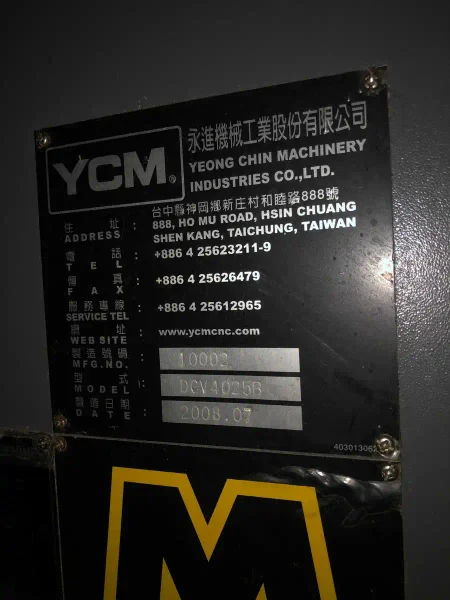 YCM®
永進機械工業股份有限公司
YEONG CHIN MACHINERY
INDUSTRIES CO.,LTD.
住址 : 台中縣神岡鄉新庄村和睦路888號
ADDRESS 888, HO MU ROAD, HSIN CHUANG
SHEN KANG, TAICHUNG, TAIWAN
電話 : +886 4 25623211-9
TEL
傳真 : +886 4 25626479
FAX
服務專線 : +886 4 25612965
SERVICE TEL
網址 : www.ycmcnc.com
WEB SITE
製造號碼 : 10002
MFG.NO.
型式 : DCV4025B
MODEL
製造日期 : 2008.07
DATE
M